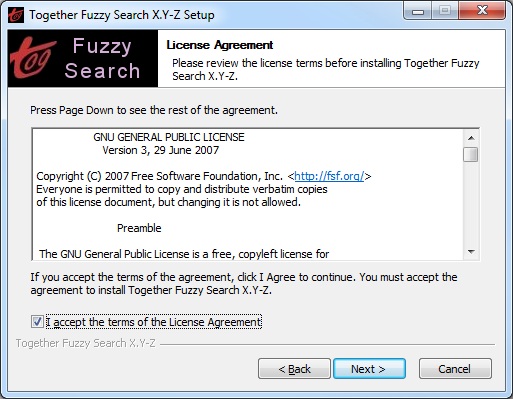 Together Fuzzy Search X.Y-Z Setup
tog
Fuzzy
Search
License Agreement
Please review the license terms before installing Together Fuzzy
Search X.Y-Z.
Press Page Down to see the rest of the agreement.
GNU GENERAL PUBLIC LICENSE
Version 3, 29 June 2007
Copyright (C) 2007 Free Software Foundation, Inc. <http://fsf.org/>
Everyone is permitted to copy and distribute verbatim copies
of this license document, but changing it is not allowed.
Preamble
The GNU General Public License is a free, copyleft license for
If you accept the terms of the agreement, click I Agree to continue. You must accept the
agreement to install Together Fuzzy Search X.Y-Z.
I accept the terms of the License Agreement
Together Fuzzy Search X.Y-Z
< Back
Next >
Cancel